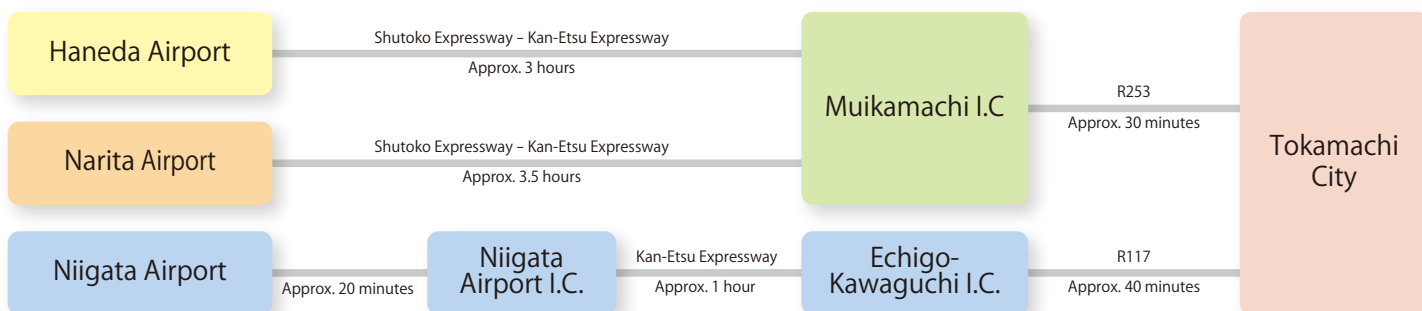 Haneda Airport
Shutoko Expressway – Kan-Etsu Expressway
Approx. 3 hours
Muikamachi I.C
R253
Approx. 30 minutes
Tokamachi
City
Narita Airport
Shutoko Expressway – Kan-Etsu Expressway
Approx. 3.5 hours
Niigata Airport
Approx. 20 minutes
Niigata
Airport I.C.
Kan-Etsu Expressway
Approx. 1 hour
Echigo-
Kawaguchi I.C.
R117
Approx. 40 minutes